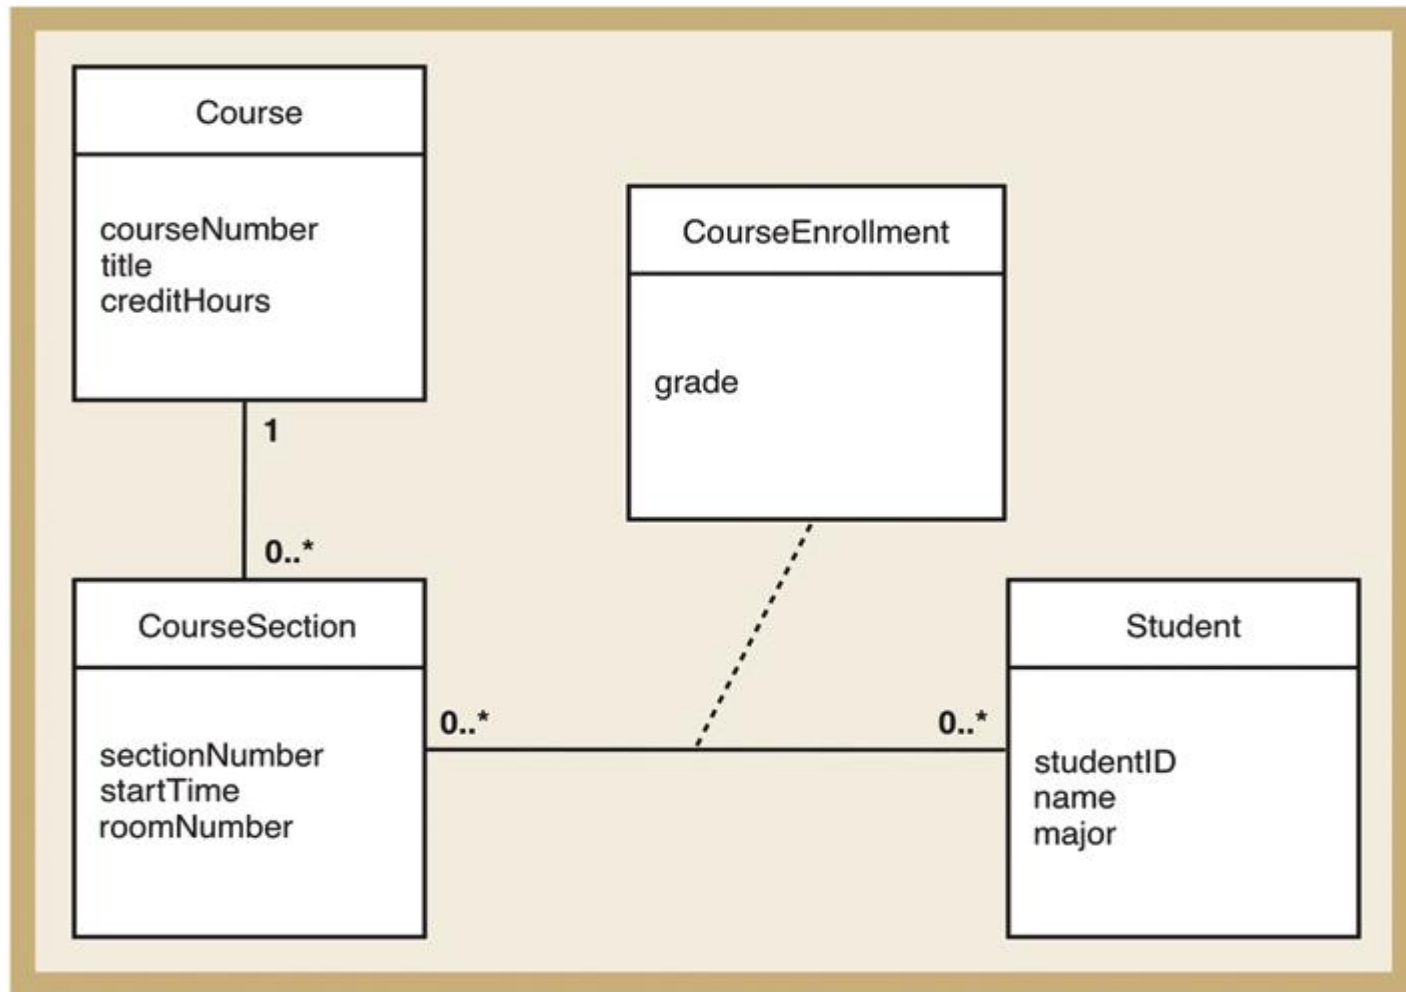 Course
courseNumber
title
creditHours
1
0..*
CourseEnrollment
grade
CourseSection
sectionNumber
startTime
roomNumber
0..*
0..*
Student
studentID
name
major